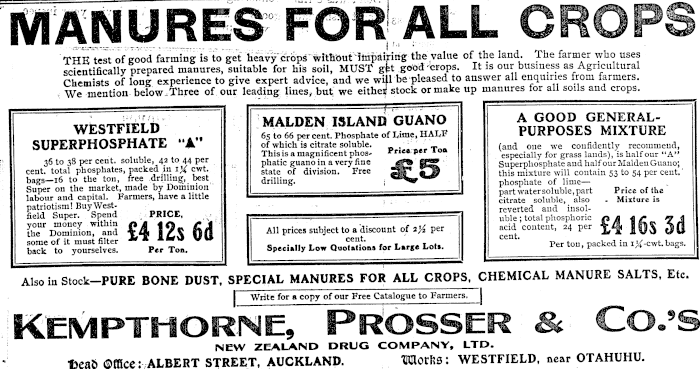 MANURES FOR ALL CROPS
THE test of good farming is to get heavy crops without impairing the value of the land. The farmer who uses
scientifically prepared manures, suitable for his soil, MUST get good crops. It is our business as Agricultural
Chemists of long experience to give expert advice, and we will be pleased to answer all enquiries from farmers.
We mention below Three of our leading lines, but we either stock or make up manures for all soils and crops.
WESTFIELD
SUPERPHOSPHATE "A"
36 to 38 per cent. soluble, 42 to 44 per
cent. total phosphates, packed in 1¼ cwt.
bags—16 to the ton, free drilling, best
Super on the market, made by Dominion
labour and capital. Farmers, have a little
patriotism! Buy West-
field Super. Spend
your money within
the Dominion, and
some of it must filter
back to yourselves.
PRICE,
£4 12s 6d
Per Ton.
MALDEN ISLAND GUANO
65 to 66 per cent. Phosphate of Lime, HALF
of which is citrate soluble.
This is a magnificent phos-
phatic guano in a very fine
state of division. Free
drilling.
Price per Ton
£5
All prices subject to a discount of 2½ per
cent.
Specially Low Quotations for Large Lots.
A GOOD GENERAL-
PURPOSES MIXTURE
(and one we confidently recommend,
especially for grass lands), is half our "A"
Superphosphate and half our Malden Guano;
this mixture will contain 53 to 54 per cent.
phosphate of lime—
part water soluble, part
citrate soluble, also
reverted and insol-
uble; total phosphoric
acid content, 24 per
cent.
Price of the
Mixture is
£4 16s 3d
Per ton, packed in 1¼-cwt. bags.
Also in Stock—PURE BONE DUST, SPECIAL MANURES FOR ALL CROPS, CHEMICAL MANURE SALTS, Etc.
Write for a copy of our Free Catalogue to Farmers.
KEMPTHORNE, PROSSER & CO.'S
NEW ZEALAND DRUG COMPANY, LTD.
Head Office: ALBERT STREET, AUCKLAND. Works: WESTFIELD, near OTAHUHU.